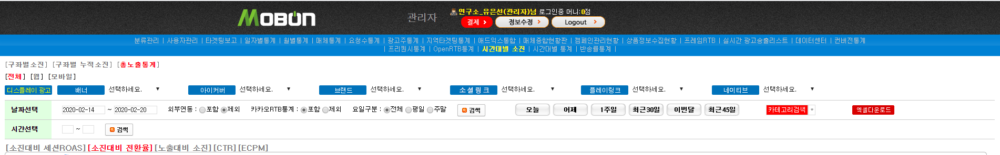 MOBON 관리자 연구소_유은선(관리자)님 로그인중 머니:0점
결제 정보수정 Logout
분류관리 | 사용자관리 | 타겟팅보고 | 일자별통계 | 월별통계 | 매체통계 | 요청수통계 | 광고주통계 | 지역타겟팅통계 | 애드익스통합 | 매체종합현황판 | 캠페인관리현황 | 상품정보수집현황 | 프레임RTB | 실시간 광고송출리스트 | 데이터센터 | 컨버전통계
| 프리퀀시통계 | OpenRTB통계 | 시간대별 소진 | 시간대별 통계 | 반송률통계 |
[구좌별소진] [구좌별 누적소진] [총노출통계]
[전체] [웹] [모바일]
디스플레이 광고 배너 선택하세요. ▼ 아이커버 선택하세요. ▼ 브랜드 선택하세요. ▼ 소셜링크 선택하세요. ▼ 플레이링크 선택하세요. ▼ 네이티브 선택하세요. ▼
날짜선택 2020-02-14 ~ 2020-02-20 외부연동 : 포함 제외 카카오RTB통계 : 포함 제외 요일구분 : 전체 평일 주말 검색 오늘 어제 1주일 최근30일 이번달 최근45일 카테고리검색 * 엑셀다운로드
시간선택 ~ 검색
[소진대비 세션ROAS] [소진대비 전환율] [노출대비 소진] [CTR] [ECPM]